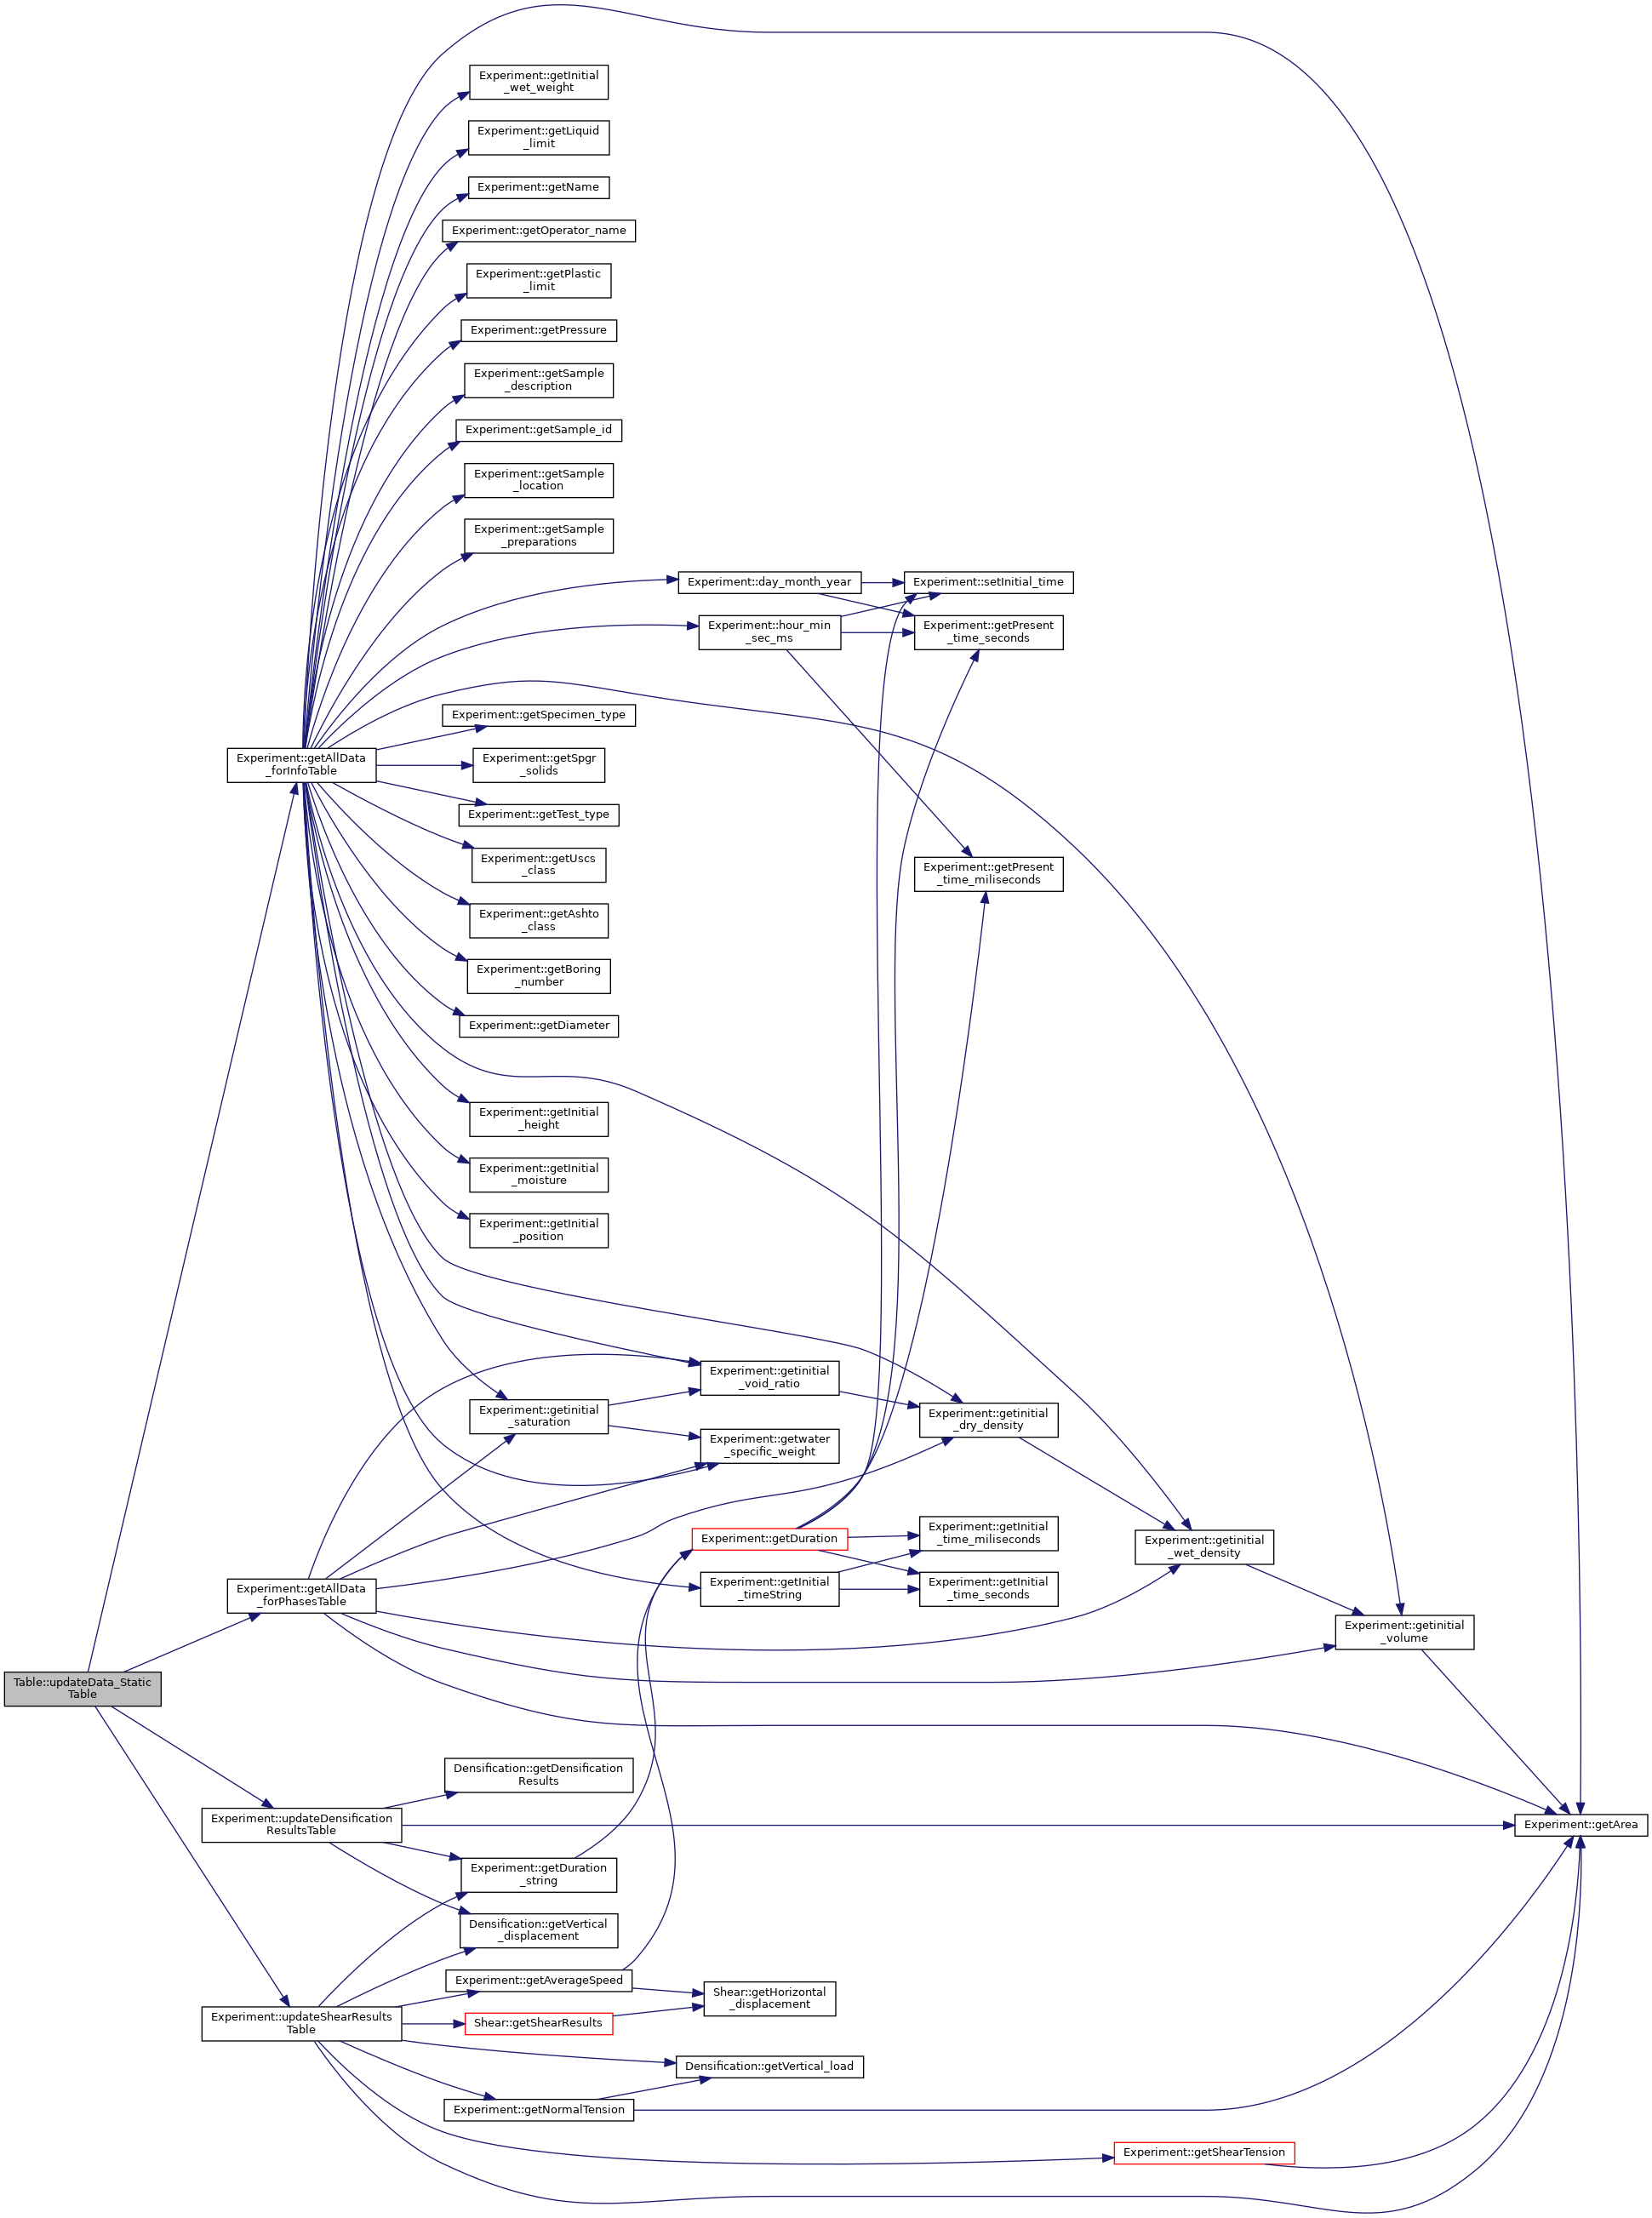 Experiment::getInitial
_wet_weight
Experiment::getLiquid
_limit
Experiment::getName
Experiment::getOperator_name
Experiment::getPlastic
_limit
Experiment::getPressure
Experiment::getSample
_description
Experiment::getSample_id
Experiment::getSample
_location
Experiment::getSample
_preparations
Experiment::day_month_year
Experiment::setInitial_time
Experiment::hour_min
_sec_ms
Experiment::getPresent
_time_seconds
Experiment::getSpecimen_type
Experiment::getAllData
_forInfoTable
Experiment::getSpgr
_solids
Experiment::getTest_type
Experiment::getUscs
_class
Experiment::getPresent
_time_miliseconds
Experiment::getAshto
_class
Experiment::getBoring
_number
Experiment::getDiameter
Experiment::getInitial
_height
Experiment::getInitial
_moisture
Experiment::getInitial
_position
Experiment::getinitial
_void_ratio
Experiment::getinitial
_saturation
Experiment::getinitial
_dry_density
Experiment::getwater
_specific_weight
Experiment::getDuration
Experiment::getInitial
_time_miliseconds
Experiment::getinitial
_wet_density
Experiment::getAllData
_forPhasesTable
Experiment::getInitial
_timeString
Experiment::getInitial
_time_seconds
Experiment::getinitial
_volume
Table::updateData_Static
Table
Densification::getDensification
Results
Experiment::updateDensification
ResultsTable
Experiment::getArea
Experiment::getDuration
_string
Densification::getVertical
_displacement
Experiment::getAverageSpeed
Shear::getHorizontal
_displacement
Experiment::updateShearResults
Table
Shear::getShearResults
Densification::getVertical_load
Experiment::getNormalTension
Experiment::getShearTension